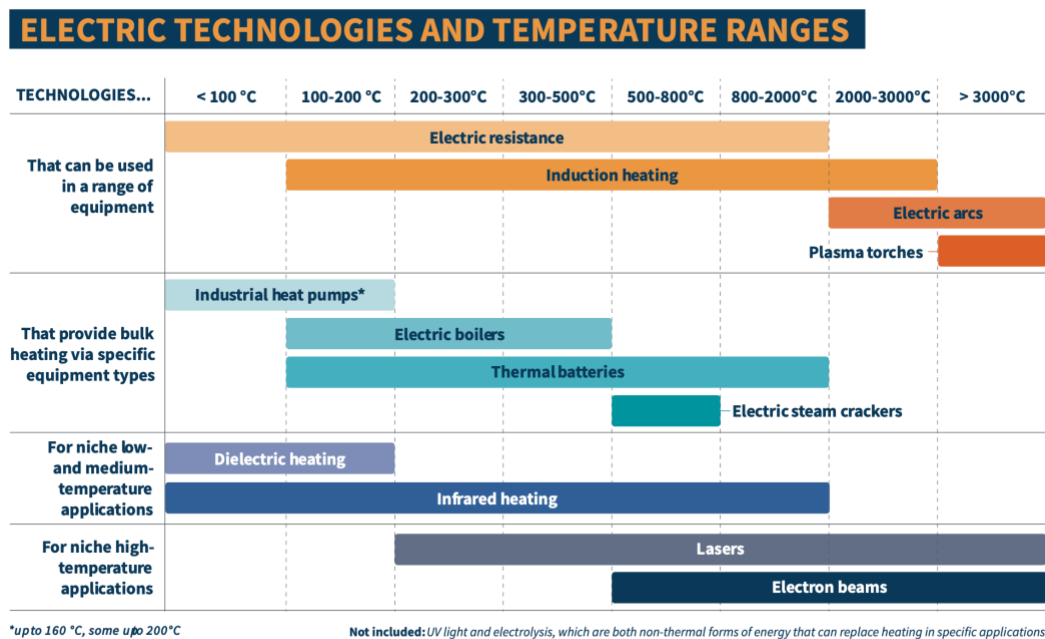 ELECTRIC TECHNOLOGIES AND TEMPERATURE RANGES
TECHNOLOGIES... < 100 °C 100-200 °C 200-300°C 300-500°C 500-800°C 800-2000°C 2000-3000°C > 3000°C
That can be used
in a range of
equipment
Electric resistance
Induction heating
Electric arcs
Plasma torches
That provide bulk
heating via specific
equipment types
Industrial heat pumps*
Electric boilers
Thermal batteries
Electric steam crackers
For niche low-
and medium-
temperature
applications
Dielectric heating
Infrared heating
For niche high-
temperature
applications
Lasers
Electron beams
*up to 160 °C, some up to 200°C
Not included: UV light and electrolysis, which are both non-thermal forms of energy that can replace heating in specific applications